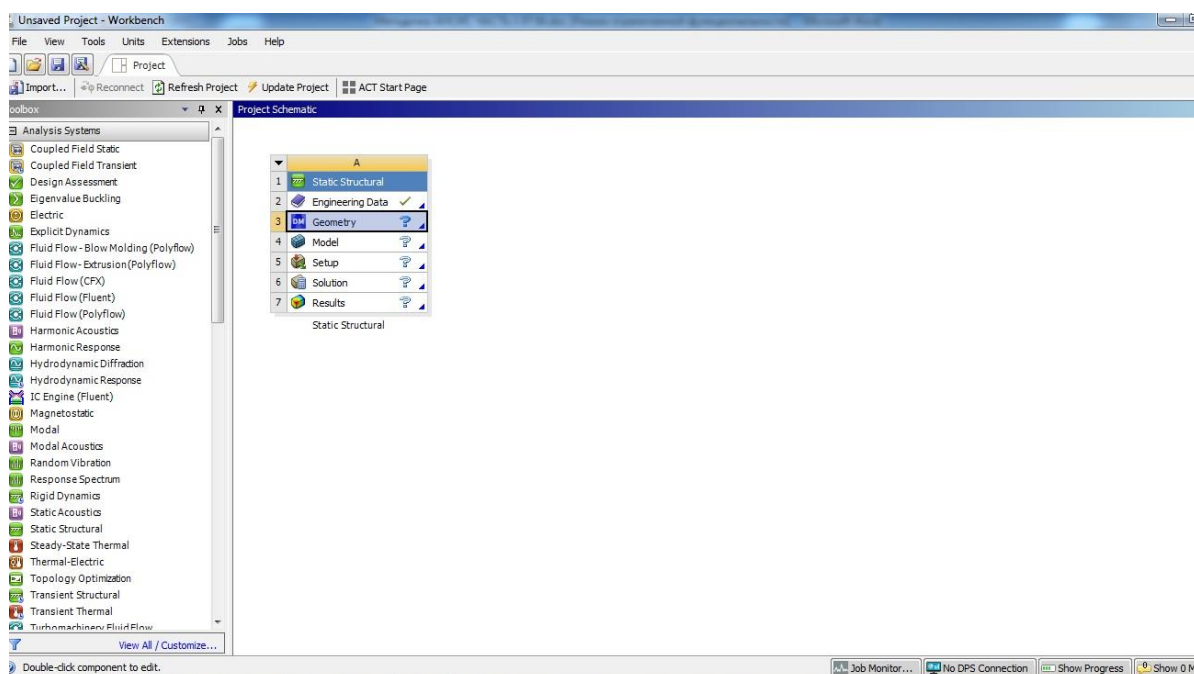 Unsaved Project - Workbench
File View Tools Units Extensions Jobs Help
Project
Import... Reconnect Refresh Project Update Project ACT Start Page
oolbox
Project Schematic
Analysis Systems
Coupled Field Static
Coupled Field Transient
Design Assessment
Eigenvalue Buckling
Electric
Explicit Dynamics
Fluid Flow - Blow Molding (Polyflow)
Fluid Flow - Extrusion (Polyflow)
Fluid Flow (CFX)
Fluid Flow (Fluent)
Fluid Flow (Polyflow)
Harmonic Acoustics
Harmonic Response
Hydrodynamic Diffraction
Hydrodynamic Response
IC Engine (Fluent)
Magnetostatic
Modal
Modal Acoustics
Random Vibration
Response Spectrum
Rigid Dynamics
Static Acoustics
Static Structural
Steady-State Thermal
Thermal-Electric
Topology Optimization
Transient Structural
Transient Thermal
Turbomachinery Fluid Flow
View All / Customize...
A
1 Static Structural
2 Engineering Data
3 DM Geometry ?
4 Model ?
5 Setup ?
6 Solution ?
7 Results ?
Static Structural
Double-click component to edit.
Job Monitor... No DPS Connection Show Progress Show 0 M